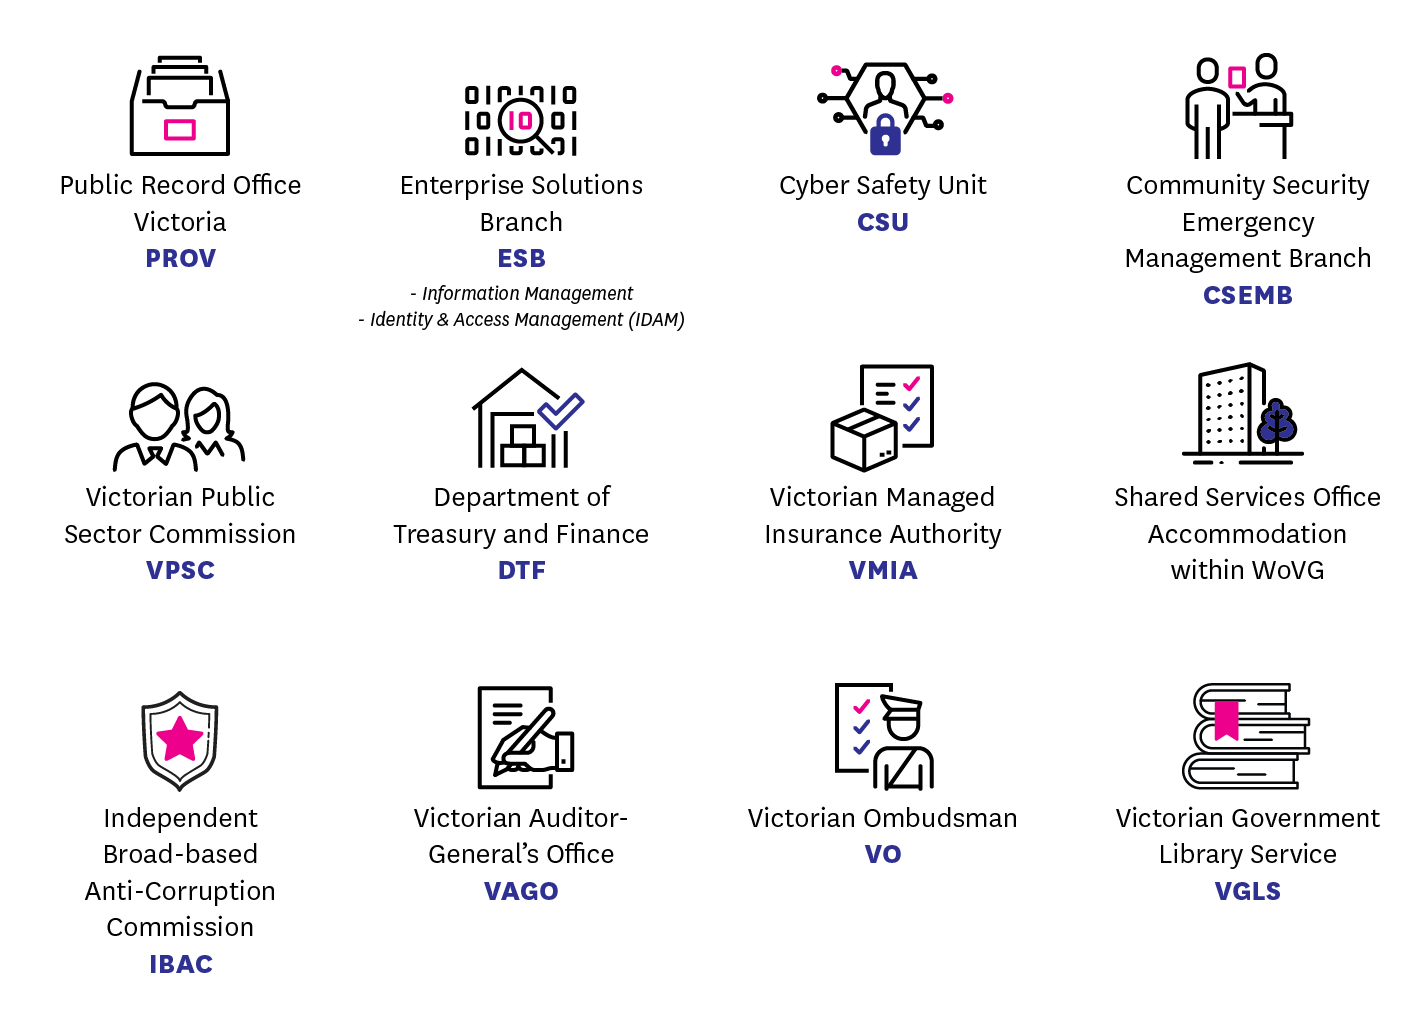 Public Record Office
Victoria
PROV
Enterprise Solutions
Branch
ESB
- Information Management
- Identity & Access Management (IDAM)
Cyber Safety Unit
CSU
Community Security
Emergency
Management Branch
CSEMB
Victorian Public
Sector Commission
VPSC
Department of
Treasury and Finance
DTF
Victorian Managed
Insurance Authority
VMIA
Shared Services Office
Accommodation
within WoVG
Independent
Broad-based
Anti-Corruption
Commission
IBAC
Victorian Auditor-
General’s Office
VAGO
Victorian Ombudsman
VO
Victorian Government
Library Service
VGLS